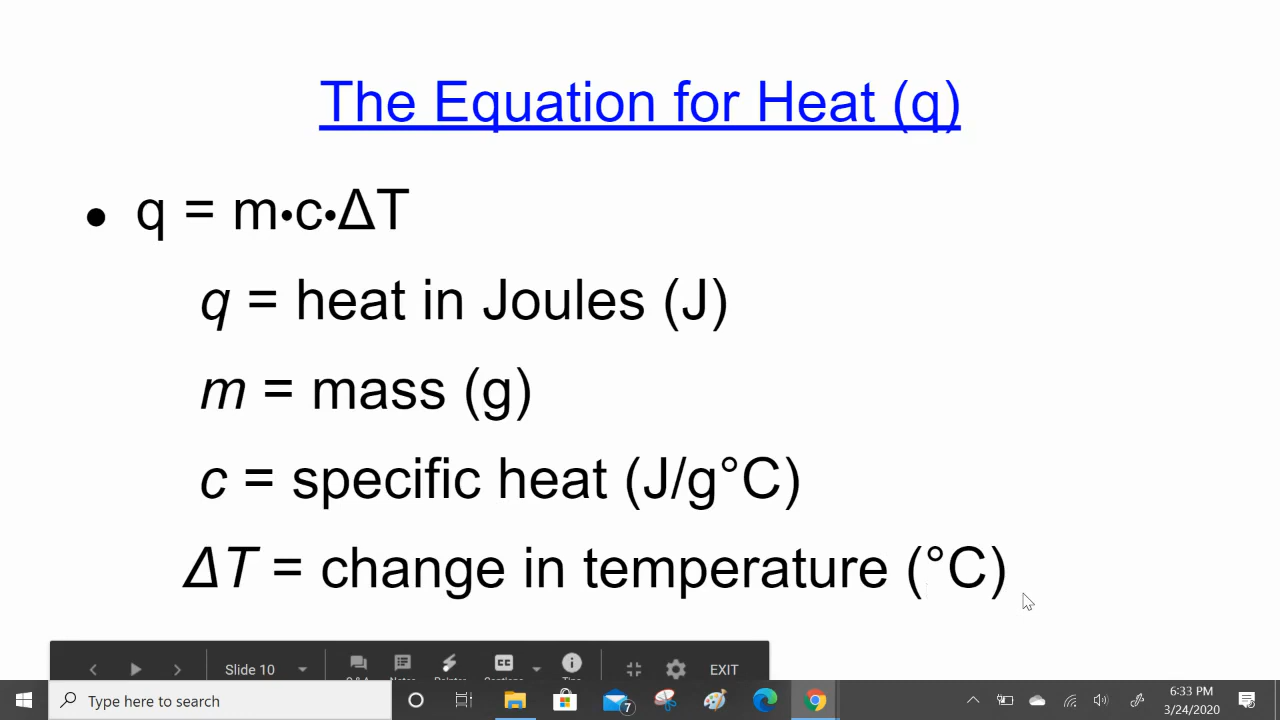 The Equation for Heat (q)
● q = m•c•ΔT
q = heat in Joules (J)
m = mass (g)
c = specific heat (J/g°C)
ΔT = change in temperature (°C)
Slide 10
EXIT
Type here to search
7
6:33 PM
3/24/2020